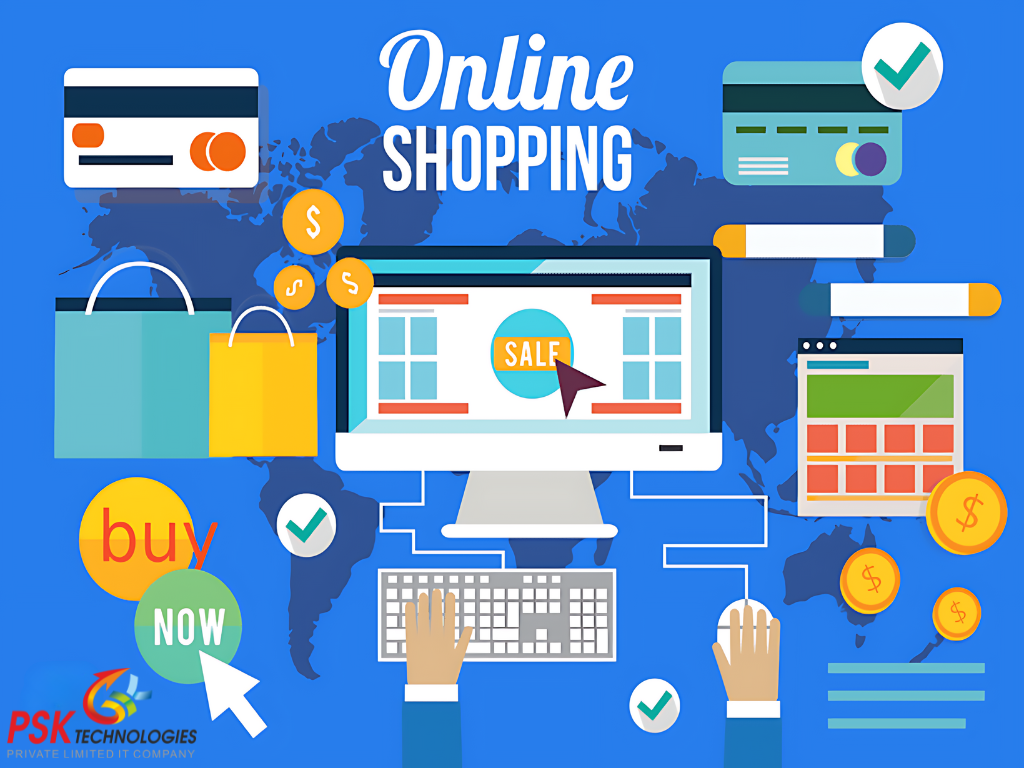 Online
SHOPPING
$
$
$
SALE
buy
NOW
$
$
$
PSK TECHNOLOGIES
PRIVATE LIMITED IT COMPANY